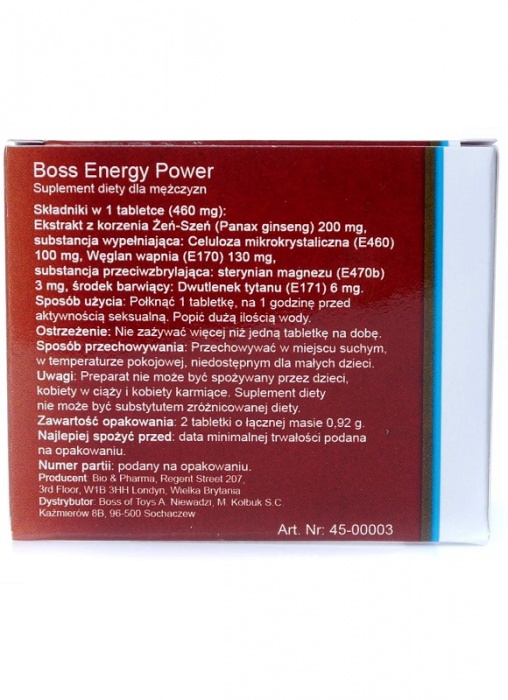 Boss Energy Power
Suplement diety dla mężczyzn
Składniki w 1 tabletce (460 mg):
Ekstrakt z korzenia Żeń-Szeń (Panax ginseng) 200 mg,
substancja wypełniająca: Celuloza mikrokrystaliczna (E460)
100 mg, Węglan wapnia (E170) 130 mg,
substancja przeciwzbrylająca: sterynian magnezu (E470b)
3 mg, środek barwiący: Dwutlenek tytanu (E171) 6 mg.
Sposób użycia: Połknąć 1 tabletkę, na 1 godzinę przed
aktywnością seksualną. Popić dużą ilością wody.
Ostrzeżenie: Nie zażywać więcej niż jedną tabletkę na dobę.
Sposób przechowywania: Przechowywać w miejscu suchym,
w temperaturze pokojowej, niedostępnym dla małych dzieci.
Uwagi: Preparat nie może być spożywany przez dzieci,
kobiety w ciąży i kobiety karmiące. Suplement diety
nie może być substytutem zróżnicowanej diety.
Zawartość opakowania: 2 tabletki o łącznej masie 0,92 g.
Najlepiej spożyć przed: data minimalnej trwałości podana
na opakowaniu.
Numer partii: podany na opakowaniu.
Producent: Bio & Pharma, Regent Street 207,
3rd Floor, W1B 3HH Londyn, Wielka Brytania
Dystrybutor: Boss of Toys A. Niewadzi, M. Kołbuk S.C.
Kaźmierów 8B, 96-500 Sochaczew
Art. Nr: 45-00003